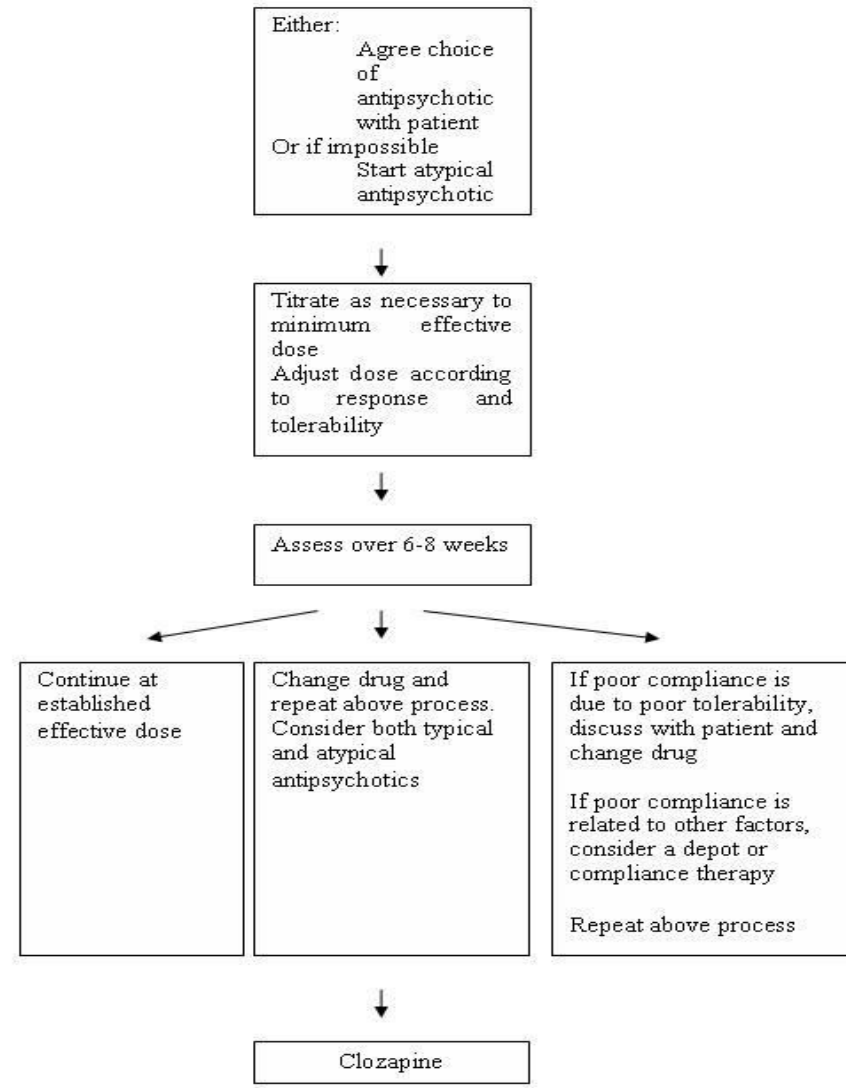 Either:
Agree choice
of
antipsychotic
with patient
Or if impossible
Start atypical
antipsychotic
Titrate as necessary to
minimum effective
dose
Adjust dose according
to response and
tolerability
Assess over 6-8 weeks
Continue at
established
effective dose
Change drug and
repeat above process.
Consider both typical
and atypical
antipsychotics
If poor compliance is
due to poor tolerability,
discuss with patient and
change drug
If poor compliance is
related to other factors,
consider a depot or
compliance therapy
Repeat above process
Clozapine